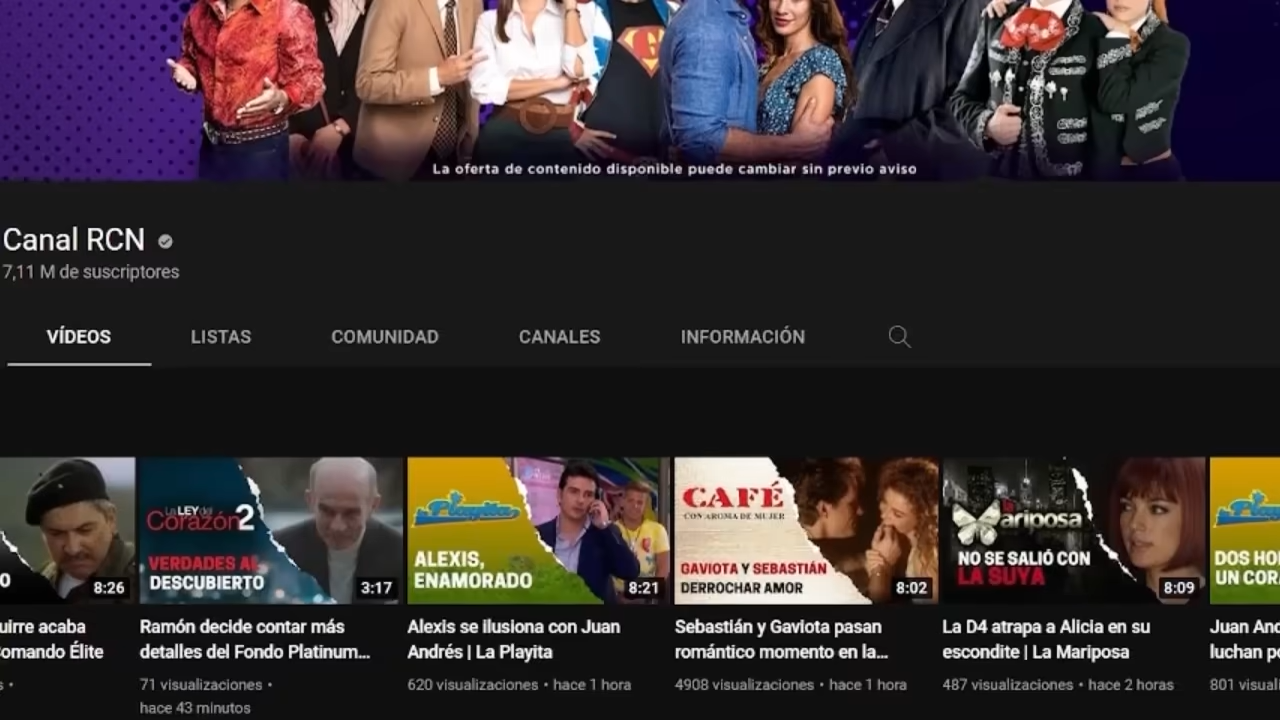 La oferta de contenido disponible puede cambiar sin previo aviso
Canal RCN
7,11 M de suscriptores
VÍDEOS LISTAS COMUNIDAD CANALES INFORMACIÓN
O
8:26
La LEY del
Corazón 2
VERDADES AL
DESCUBIERTO
3:17
Playita
ALEXIS,
ENAMORADO
8:21
CAFÉ
CON AROMA DE MUJER
GAVIOTA Y SEBASTIÁN
DERROCHAR AMOR
8:02
la
Mariposa
NO SE SALIÓ CON
LA SUYA
8:09
Playita
DOS HO
UN COR
uirre acaba
Comando Élite
s •
Ramón decide contar más
detalles del Fondo Platinum...
71 visualizaciones •
hace 43 minutos
Alexis se ilusiona con Juan
Andrés | La Playita
620 visualizaciones • hace 1 hora
Sebastián y Gaviota pasan
romántico momento en la...
4908 visualizaciones • hace 1 hora
La D4 atrapa a Alicia en su
escondite | La Mariposa
487 visualizaciones • hace 2 horas
Juan And
luchan p
801 visuali